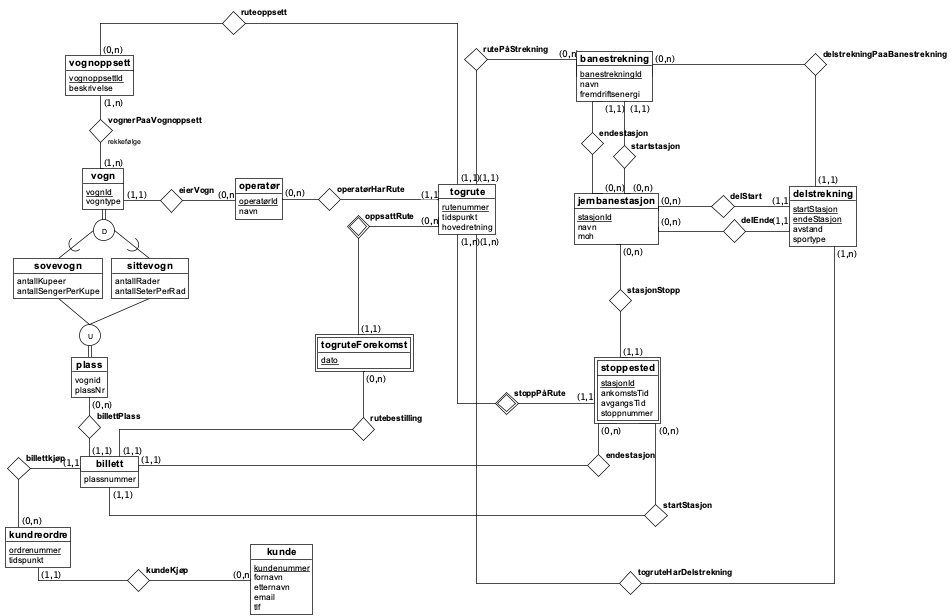 ruteoppsett
(0,n)
vognoppsett
vognoppsettId
beskrivelse
(1,n)
vognerPaaVognoppsett
rekkefølge
(1,n)
vogn
vognId
vogntype
(1,1)
eierVogn
(0,n)
operatør
operatørId
navn
(0,n)
operatørHarRute
(1,1)
(1,1)(1,1)
togrute
rutenummer
tidspunkt
hovedretning
(1,n)(1,n)
rutePåStrekning
(0,n)
banestrekning
banestrekningId
navn
fremdriftsenergi
(0,n)
delstrekningPaaBanestrekning
(1,1)
(1,1)
endestasjon
startstasjon
(0,n)
(0,n)
jernbanestasjon
stasjonId
navn
moh
(0,n)
delStart
(1,1)
(0,n)
delEnde
(1,1)
(1,1)
delstrekning
startStasjon
endeStasjon
avstand
sportype
(1,n)
D
sovevogn
antallKupeer
antallSengerPerKupe
sittevogn
antallRader
antallSeterPerRad
U
plass
vognid
plassNr
(0,n)
billettPlass
oppsattRute
(0,n)
(1,1)
togruteForekomst
dato
(0,n)
rutebestilling
(0,n)
stasjonStopp
(1,1)
stoppested
stasjonId
ankomstsTid
avgangsTid
stoppnummer
stoppPåRute
(1,1)
(0,n)
(0,n)
endestasjon
startStasjon
billettkjøp
(1,1)
(1,1)
(1,1)
(1,1)
billett
plassnummer
(1,1)
(0,n)
kundreordre
ordrenummer
tidspunkt
(1,1)
kundeKjøp
(0,n)
kunde
kundenummer
fornavn
etternavn
email
tlf
togruteHarDelstrekning